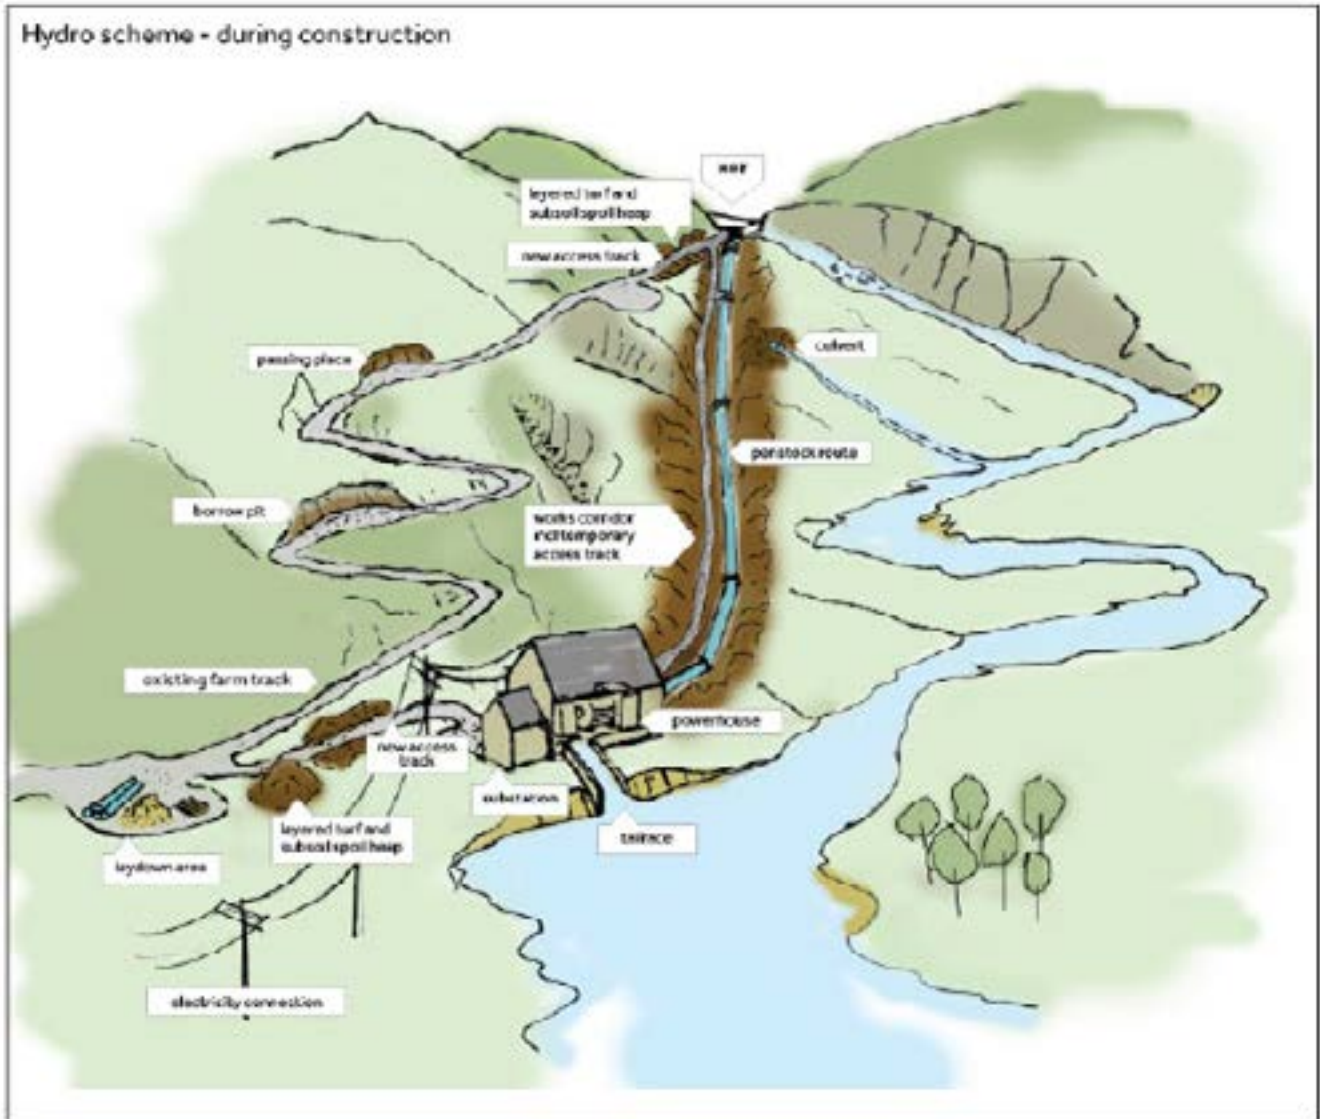 Hydro scheme - during construction
weir
layered turf and
subsoil spoil heap
new access track
passing place
culvert
penstock route
borrow pit
works corridor
incl temporary
access track
existing farm track
powerhouse
new access
track
substation
layered turf and
subsoil spoil heap
tailrace
laydown area
electricity connection